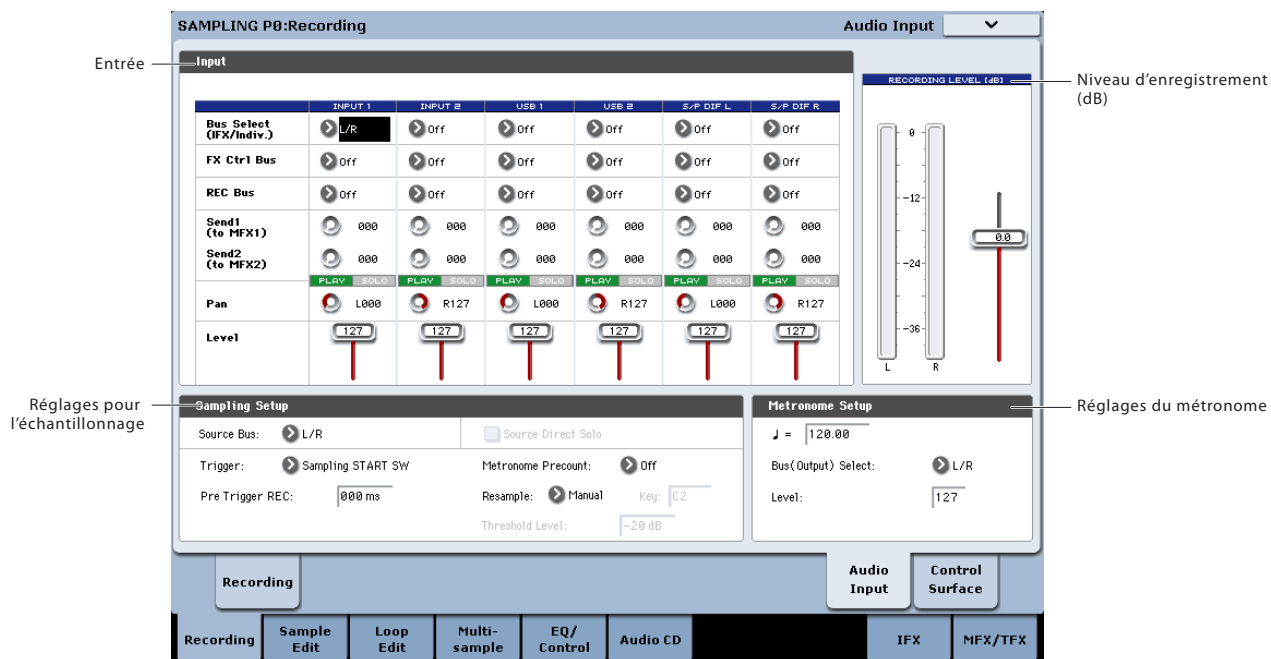 SAMPLING P0:Recording
Audio Input
Entrée
Input
RECORDING LEVEL [dB]
Niveau d'enregistrement
(dB)
INPUT 1 INPUT 2 USB 1 USB 2 S/P DIF L S/P DIF R
Bus Select
(IFX/Indiv.)
L/R Off Off Off Off Off
FX Ctrl Bus Off Off Off Off Off Off
REC Bus Off Off Off Off Off Off
Send1
(to MFX1)
000 000 000 000 000 000
Send2
(to MFX2)
000 000 000 000 000 000
PLAY SOLO PLAY SOLO PLAY SOLO PLAY SOLO PLAY SOLO PLAY SOLO
Pan L000 R127 L000 R127 L000 R127
Level 127 127 127 127 127 127
0
-12
-24
-36
L R
0.0
Réglages pour
l'échantillonnage
Sampling Setup
Source Bus: L/R
Source Direct Solo
Trigger: Sampling START SW
Metronome Precount: Off
Pre Trigger REC: 000 ms
Resample: Manual Key: C2
Threshold Level: -20 dB
Metronome Setup
Réglages du métronome
♩ = 120.00
Bus(Output) Select: L/R
Level: 127
Recording
Audio
Input
Control
Surface
Recording
Sample
Edit
Loop
Edit
Multi-
sample
EQ/
Control
Audio CD
IFX
MFX/TFX